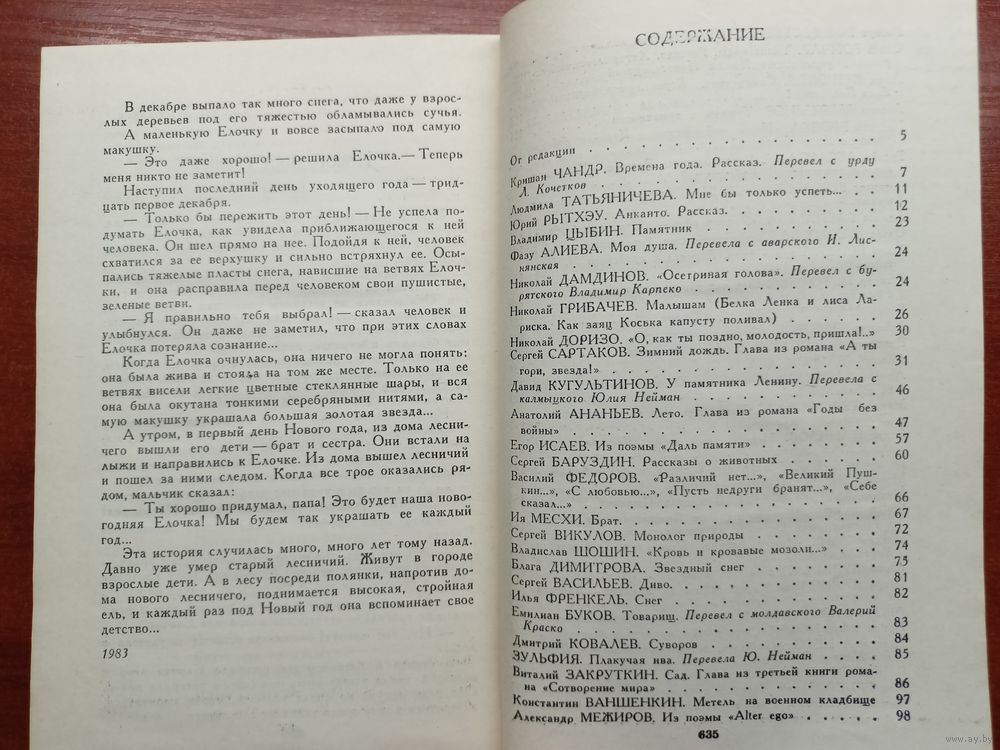 В декабре выпало так много снега, что даже у взрос-
лых деревьев под его тяжестью обламывались сучья.
А маленькую Елочку и вовсе засыпало под самую
макушку.
— Это даже хорошо! — решила Елочка. — Теперь
меня никто не заметит!
Наступил последний день уходящего года — трид-
цать первое декабря.
— Только бы пережить этот день! — Не успела по-
думать Елочка, как увидела приближающегося к ней
человека. Он шел прямо на нее. Подойдя к ней, человек
схватился за ее верхушку и сильно встряхнул ее. Осы-
пались тяжелые пласты снега, нависшие на ветвях Елоч-
ки, и она расправила перед человеком свои пушистые,
зеленые ветви.
— Я правильно тебя выбрал! — сказал человек и
улыбнулся. Он даже не заметил, что при этих словах
Елочка потеряла сознание...
Когда Елочка очнулась, она ничего не могла понять:
она была жива и стояла на том же месте. Только на ее
ветвях висели легкие цветные стеклянные шары, и вся
она была окутана тонкими серебряными нитями, а са-
мую макушку украшала большая золотая звезда...
А утром, в первый день Нового года, из дома лесни-
чего вышли его дети — брат и сестра. Они встали на
лыжи и направились к Елочке. Из дома вышел лесничий
и пошел за ними следом. Когда все трое оказались ря-
дом, мальчик сказал:
— Ты хорошо придумал, папа! Это будет наша ново-
годняя Елочка! Мы будем так украшать ее каждый
год...
Эта история случилась много, много лет тому назад.
Давно уже умер старый лесничий. Живут в городе
взрослые дети. А в лесу посреди полянки, напротив до-
ма нового лесничего, поднимается высокая, стройная
ель, и каждый раз под Новый год она вспоминает свое
детство...
1983
СОДЕРЖАНИЕ
От редакции . . . . . . . . . . 5
Кришан ЧАНДР. Времена года. Рассказ. Перевел с урду
Л. Кочетков . . . . . . . . . . 7
Людмила ТАТЬЯНИЧЕВА. Мне бы только успеть... . . 11
Юрий РЫТХЭУ. Анкаито. Рассказ. . . . . . 12
Владимир ЦЫБИН. Памятник . . . . . . . 23
Фазу АЛИЕВА. Моя душа. Перевела с аварского И. Лис-
нянская . . . . . . . . . . 24
Николай ДАМДИНОВ. «Осетриная голова». Перевел с бу-
рятского Владимир Карпеко . . . . . . . 24
Николай ГРИБАЧЕВ. Малышам (Белка Ленка и лиса Ла-
риска. Как заяц Коська капусту поливал) . . . . 26
Николай ДОРИЗО. «О, как ты поздно, молодость, пришла!..» 30
Сергей САРТАКОВ. Зимний дождь. Глава из романа «А ты
гори, звезда!» . . . . . . . . . . 31
Давид КУГУЛЬТИНОВ. У памятника Ленину. Перевела с
калмыцкого Юлия Нейман . . . . . . . 46
Анатолий АНАНЬЕВ. Лето. Глава из романа «Годы без
войны» . . . . . . . . . . 47
Егор ИСАЕВ. Из поэмы «Даль памяти» . . . . . 57
Сергей БАРУЗДИН. Рассказы о животных . . . . 60
Василий ФЕДОРОВ. «Различий нет...», «Великий Пуш-
кин...», «С любовью...», «Пусть недруги бранят...», «Себе
сказал...» . . . . . . . . . . 66
Ия МЕСХИ. Брат. . . . . . . . . . 67
Сергей ВИКУЛОВ. Монолог природы . . . . . 72
Владислав ШОШИН. «Кровь и кровавые мозоли...» . . 74
Блага ДИМИТРОВА. Звездный снег . . . . . 75
Сергей ВАСИЛЬЕВ. Диво. . . . . . . . 81
Илья ФРЕНКЕЛЬ. Снег . . . . . . . . 82
Емилиан БУКОВ. Товарищ. Перевел с молдавского Валерий
Краско . . . . . . . . . . 83
Дмитрий КОВАЛЕВ. Суворов . . . . . . . 84
ЗУЛЬФИЯ. Плакучая ива. Перевела Ю. Нейман . . . . 85
Виталий ЗАКРУТКИН. Сад. Глава из третьей книги рома-
на «Сотворение мира» . . . . . . . . 86
Константин ВАНШЕНКИН. Метель на военном кладбище 97
Александр МЕЖИРОВ. Из поэмы «Alter ego» . . . . . 98
635
www.ay.by